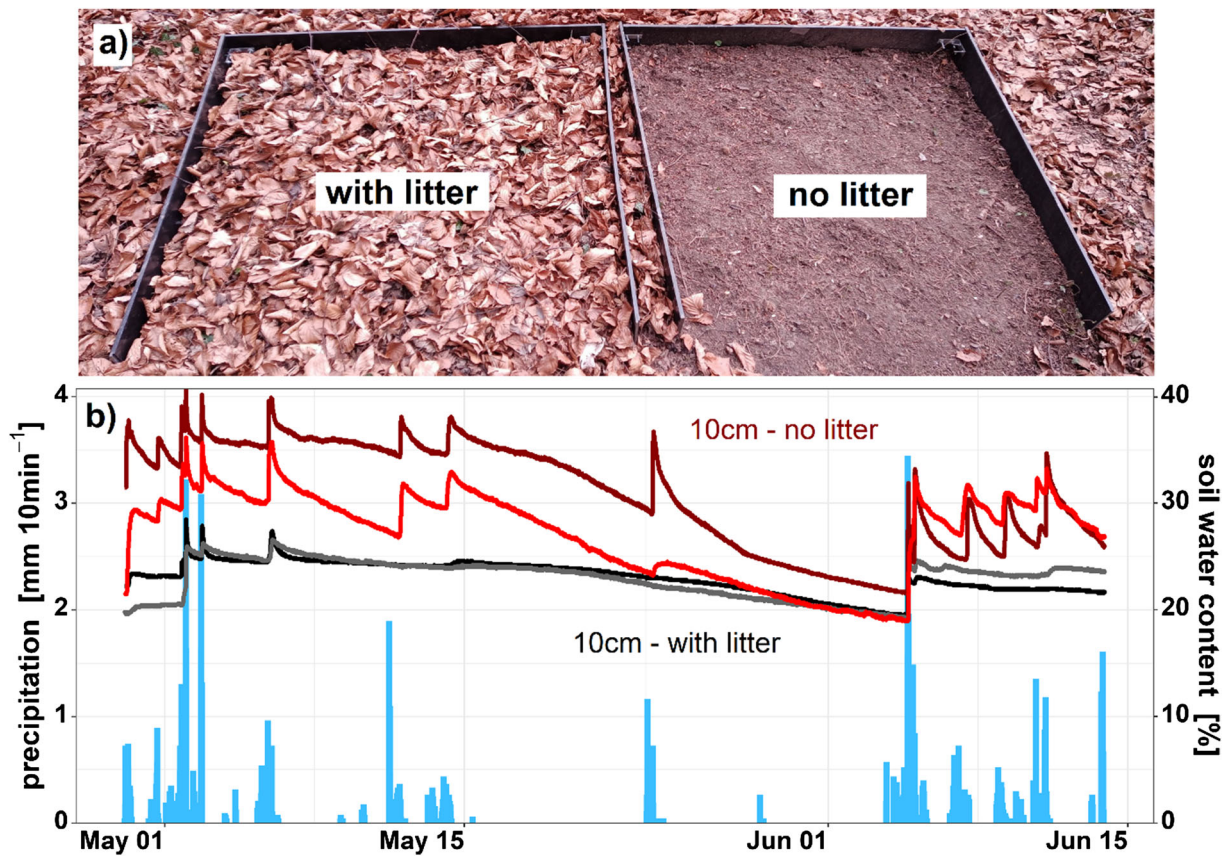 a)
with litter
no litter
b)
10cm - no litter
10cm - with litter
precipitation [mm 10min⁻¹]
4
3
2
1
0
soil water content [%]
40
30
20
10
0
May 01
May 15
Jun 01
Jun 15